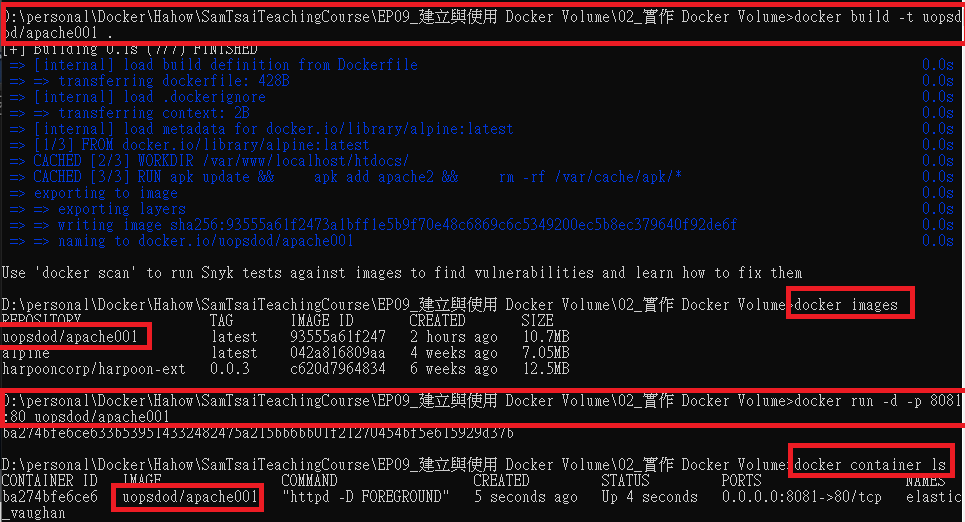 D:\personal\Docker\Hahow\SamTsaiTeachingCourse\EP09_建立與使用 Docker Volume\02_實作 Docker Volume>docker build -t uopsd
od/apache001 .
[+] Building 0.1s (7/7) FINISHED
=> [internal] load build definition from Dockerfile 0.0s
=> => transferring dockerfile: 428B 0.0s
=> [internal] load .dockerignore 0.0s
=> => transferring context: 2B 0.0s
=> [internal] load metadata for docker.io/library/alpine:latest 0.0s
=> [1/3] FROM docker.io/library/alpine:latest 0.0s
=> CACHED [2/3] WORKDIR /var/www/localhost/htdocs/ 0.0s
=> CACHED [3/3] RUN apk update && apk add apache2 && rm -rf /var/cache/apk/* 0.0s
=> exporting to image 0.0s
=> => exporting layers 0.0s
=> => writing image sha256:93555a61f2473a1bff1e5b9f70e48c6869c6c5349200ec5b8ec379640f92de6f 0.0s
=> => naming to docker.io/uopsdod/apache001 0.0s
Use 'docker scan' to run Snyk tests against images to find vulnerabilities and learn how to fix them
D:\personal\Docker\Hahow\SamTsaiTeachingCourse\EP09_建立與使用 Docker Volume\02_實作 Docker Volume>docker images
REPOSITORY TAG IMAGE ID CREATED SIZE
uopsdod/apache001 latest 93555a61f247 2 hours ago 10.7MB
alpine latest 042a816809aa 4 weeks ago 7.05MB
harpooncorp/harpoon-ext 0.0.3 c620d7964834 6 weeks ago 12.5MB
D:\personal\Docker\Hahow\SamTsaiTeachingCourse\EP09_建立與使用 Docker Volume\02_實作 Docker Volume>docker run -d -p 8081
:80 uopsdod/apache001
ba274bfe6ce633b53951433248247​5a215bb6bb01f21270454bf5e615929d37b
D:\personal\Docker\Hahow\SamTsaiTeachingCourse\EP09_建立與使用 Docker Volume\02_實作 Docker Volume>docker container ls
CONTAINER ID IMAGE COMMAND CREATED STATUS PORTS NAMES
ba274bfe6ce6 uopsdod/apache001 "httpd -D FOREGROUND" 5 seconds ago Up 4 seconds 0.0.0.0:8081->80/tcp elastic
_vaughan